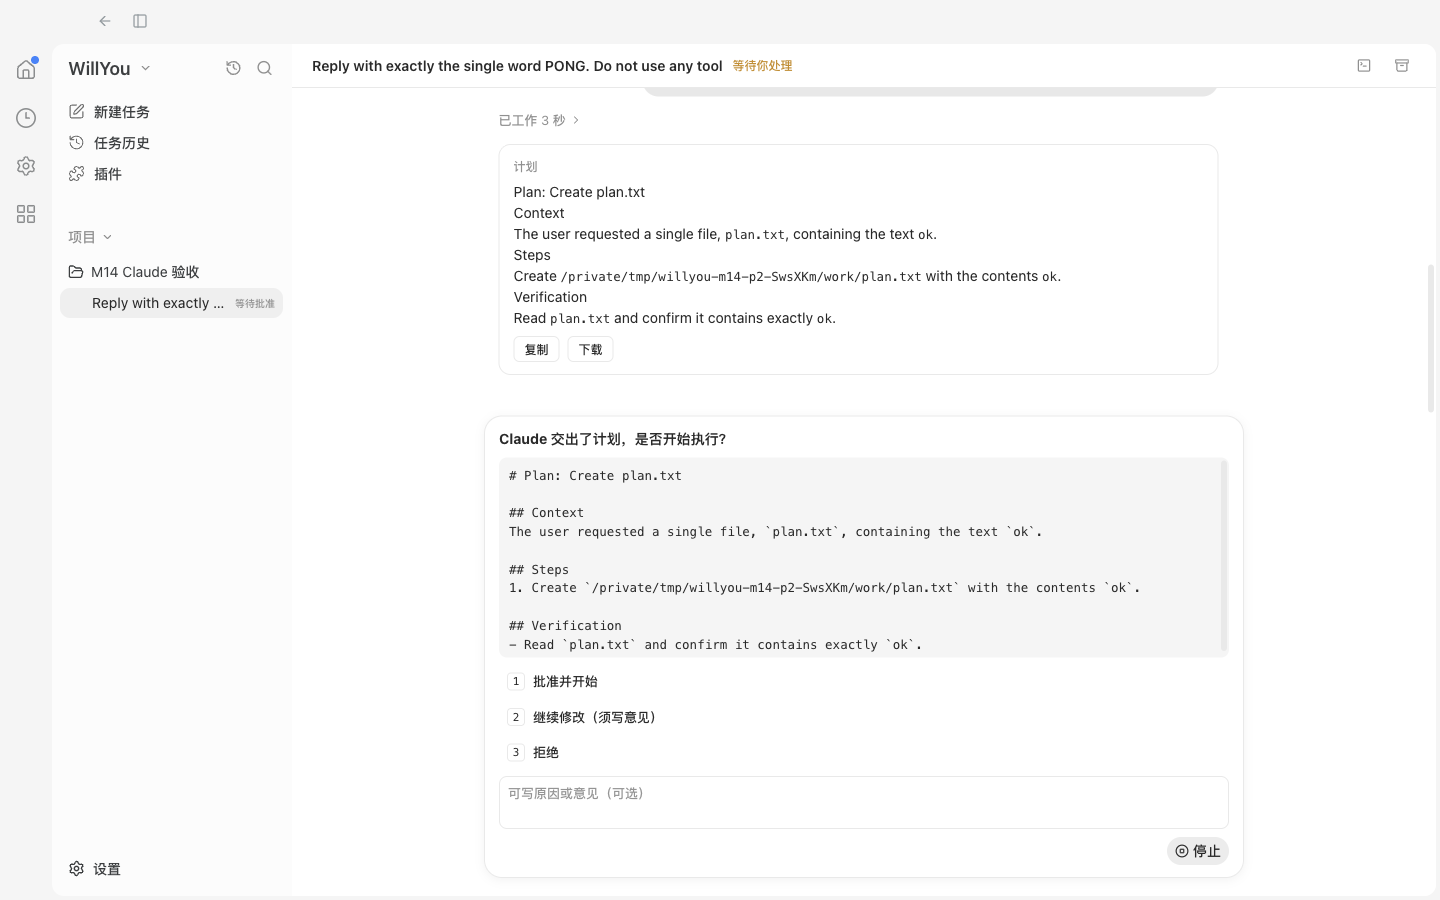 WillYou
新建任务
任务历史
插件
项目
M14 Claude 验收
Reply with exactly ... 等待批准
设置
Reply with exactly the single word PONG. Do not use any tool 等待你处理
已工作 3 秒
计划
Plan: Create plan.txt
Context
The user requested a single file, plan.txt, containing the text ok.
Steps
Create /private/tmp/willyou-m14-p2-SwsXKm/work/plan.txt with the contents ok.
Verification
Read plan.txt and confirm it contains exactly ok.
复制 下载
Claude 交出了计划，是否开始执行？
# Plan: Create plan.txt
## Context
The user requested a single file, `plan.txt`, containing the text `ok`.
## Steps
1. Create `/private/tmp/willyou-m14-p2-SwsXKm/work/plan.txt` with the contents `ok`.
## Verification
- Read `plan.txt` and confirm it contains exactly `ok`.
1 批准并开始
2 继续修改（须写意见）
3 拒绝
可写原因或意见（可选）
停止